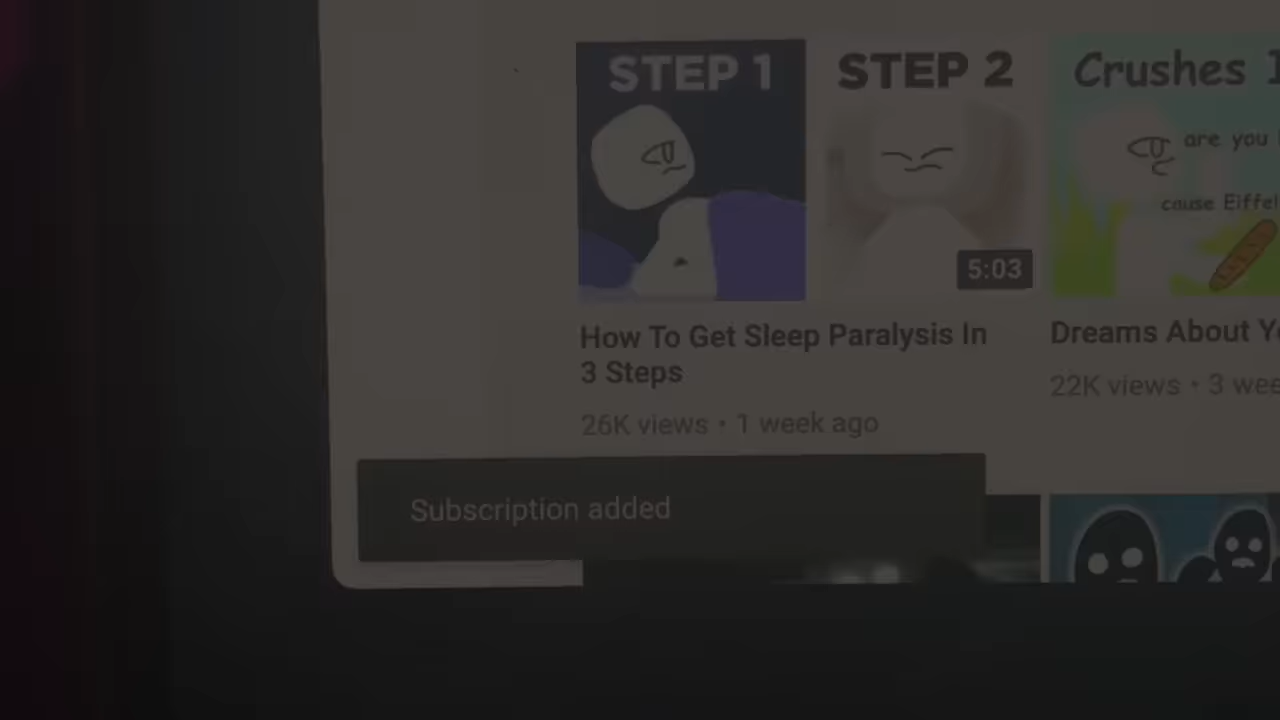 STEP 1
STEP 2
Crushes
are you
cause Eiffel
5:03
How To Get Sleep Paralysis In
3 Steps
26K views • 1 week ago
Dreams About
22K views • 3
Subscription added